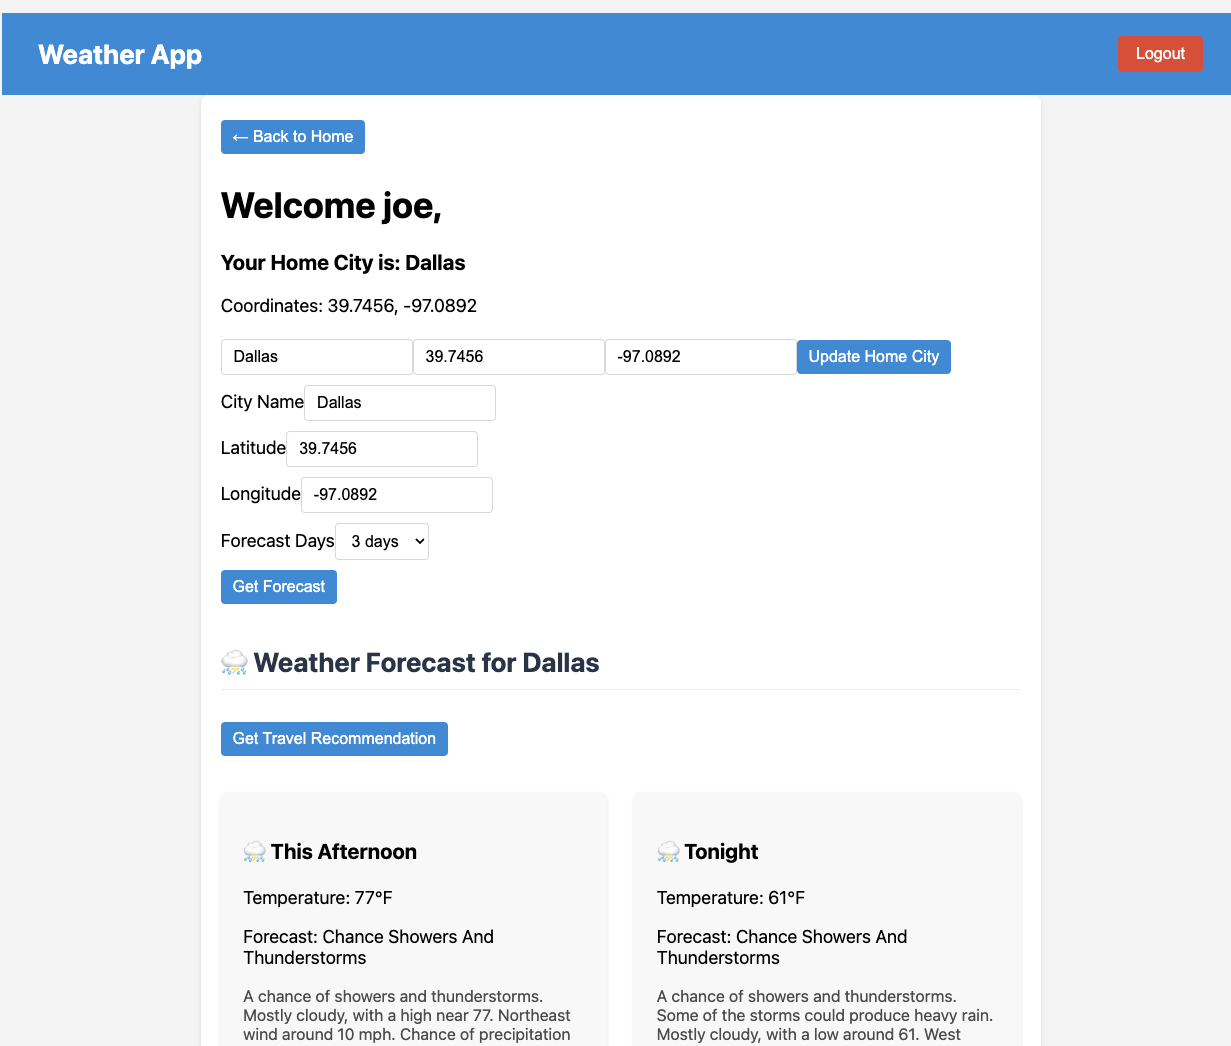 Weather App
Logout
← Back to Home
Welcome joe,
Your Home City is: Dallas
Coordinates: 39.7456, -97.0892
Dallas 39.7456 -97.0892 Update Home City
City Name Dallas
Latitude 39.7456
Longitude -97.0892
Forecast Days 3 days
Get Forecast
Weather Forecast for Dallas
Get Travel Recommendation
This Afternoon
Temperature: 77°F
Forecast: Chance Showers And
Thunderstorms
A chance of showers and thunderstorms.
Mostly cloudy, with a high near 77. Northeast
wind around 10 mph. Chance of precipitation
Tonight
Temperature: 61°F
Forecast: Chance Showers And
Thunderstorms
A chance of showers and thunderstorms.
Some of the storms could produce heavy rain.
Mostly cloudy, with a low around 61. West